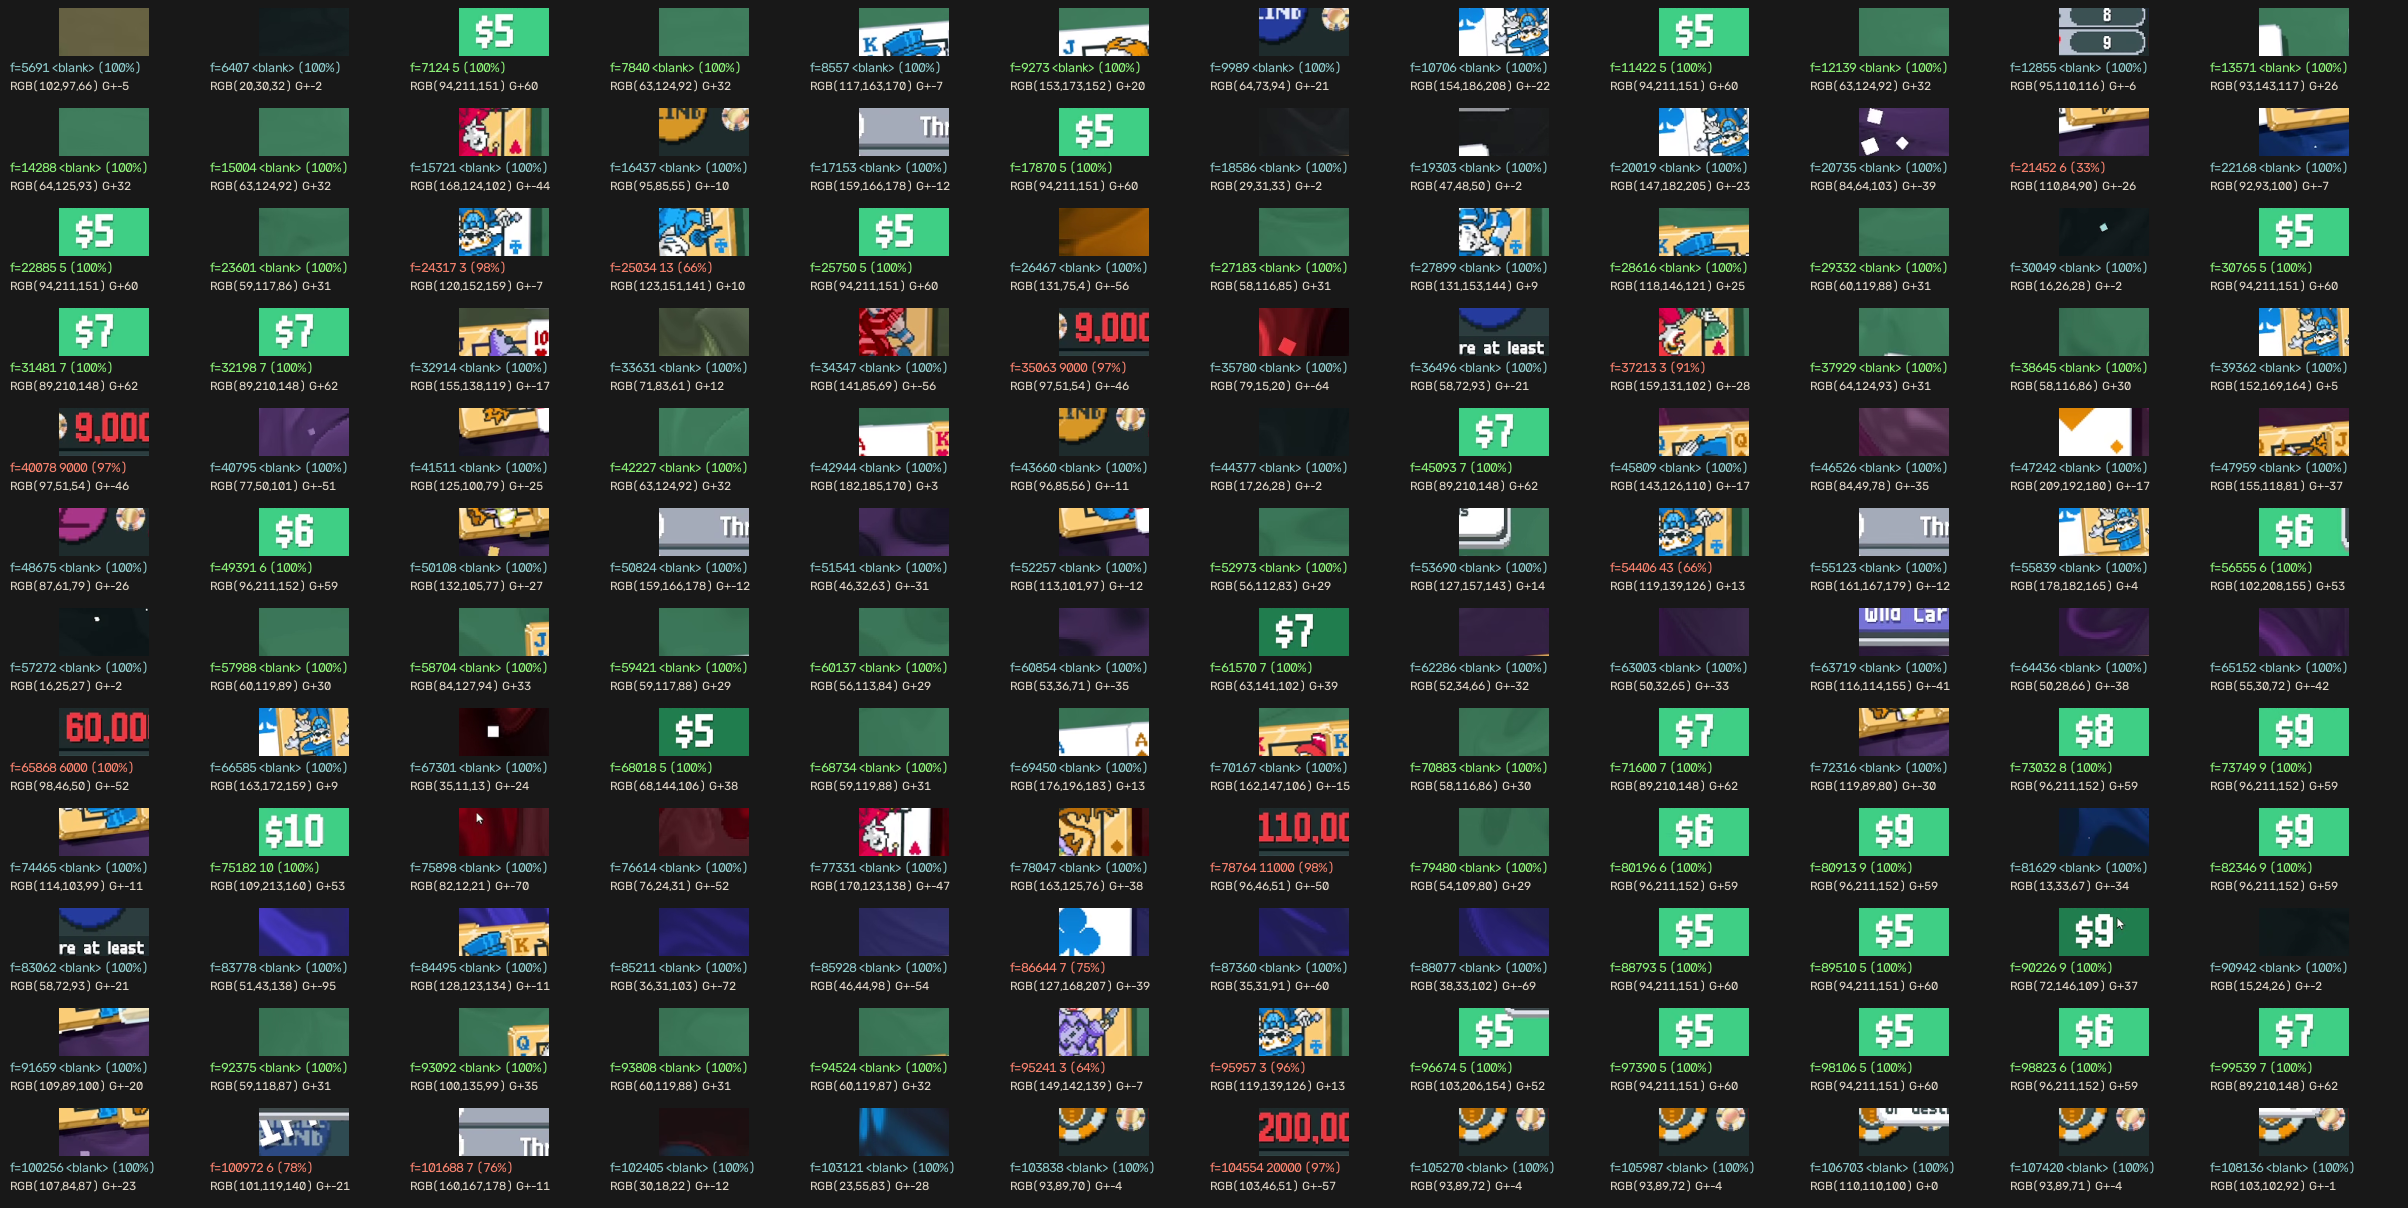 $5 K J IND $5 8
9
f=5691 <blank> (100%) f=6407 <blank> (100%) f=7124 5 (100%) f=7840 <blank> (100%) f=8557 <blank> (100%) f=9273 <blank> (100%) f=9989 <blank> (100%) f=10706 <blank> (100%) f=11422 5 (100%) f=12139 <blank> (100%) f=12855 <blank> (100%) f=13571 <blank> (100%)
RGB(102,97,66) G+-5 RGB(20,30,32) G+-2 RGB(94,211,151) G+60 RGB(63,124,92) G+32 RGB(117,163,170) G+-7 RGB(153,173,152) G+20 RGB(64,73,94) G+-21 RGB(154,186,208) G+-22 RGB(94,211,151) G+60 RGB(63,124,92) G+32 RGB(95,110,116) G+-6 RGB(93,143,117) G+26
IND Thr $5
f=14288 <blank> (100%) f=15004 <blank> (100%) f=15721 <blank> (100%) f=16437 <blank> (100%) f=17153 <blank> (100%) f=17870 5 (100%) f=18586 <blank> (100%) f=19303 <blank> (100%) f=20019 <blank> (100%) f=20735 <blank> (100%) f=21452 6 (33%) f=22168 <blank> (100%)
RGB(64,125,93) G+32 RGB(63,124,92) G+32 RGB(168,124,102) G+-44 RGB(95,85,55) G+-10 RGB(159,166,178) G+-12 RGB(94,211,151) G+60 RGB(29,31,33) G+-2 RGB(47,48,50) G+-2 RGB(147,182,205) G+-23 RGB(84,64,103) G+-39 RGB(110,84,90) G+-26 RGB(92,93,100) G+-7
$5 $5 K $5
f=22885 5 (100%) f=23601 <blank> (100%) f=24317 3 (98%) f=25034 13 (66%) f=25750 5 (100%) f=26467 <blank> (100%) f=27183 <blank> (100%) f=27899 <blank> (100%) f=28616 <blank> (100%) f=29332 <blank> (100%) f=30049 <blank> (100%) f=30765 5 (100%)
RGB(94,211,151) G+60 RGB(59,117,86) G+31 RGB(120,152,159) G+-7 RGB(123,151,141) G+10 RGB(94,211,151) G+60 RGB(131,75,4) G+-56 RGB(58,116,85) G+31 RGB(131,153,144) G+9 RGB(118,146,121) G+25 RGB(60,119,88) G+31 RGB(16,26,28) G+-2 RGB(94,211,151) G+60
$7 $7 10 9,000 re at least
f=31481 7 (100%) f=32198 7 (100%) f=32914 <blank> (100%) f=33631 <blank> (100%) f=34347 <blank> (100%) f=35063 9000 (97%) f=35780 <blank> (100%) f=36496 <blank> (100%) f=37213 3 (91%) f=37929 <blank> (100%) f=38645 <blank> (100%) f=39362 <blank> (100%)
RGB(89,210,148) G+62 RGB(89,210,148) G+62 RGB(155,138,119) G+-17 RGB(71,83,61) G+12 RGB(141,85,69) G+-56 RGB(97,51,54) G+-46 RGB(79,15,20) G+-64 RGB(58,72,93) G+-21 RGB(159,131,102) G+-28 RGB(64,124,93) G+31 RGB(58,116,86) G+30 RGB(152,169,164) G+5
9,000 K IND $7 Q Q J
f=40078 9000 (97%) f=40795 <blank> (100%) f=41511 <blank> (100%) f=42227 <blank> (100%) f=42944 <blank> (100%) f=43660 <blank> (100%) f=44377 <blank> (100%) f=45093 7 (100%) f=45809 <blank> (100%) f=46526 <blank> (100%) f=47242 <blank> (100%) f=47959 <blank> (100%)
RGB(97,51,54) G+-46 RGB(77,50,101) G+-51 RGB(125,100,79) G+-25 RGB(63,124,92) G+32 RGB(182,185,170) G+3 RGB(96,85,56) G+-11 RGB(17,26,28) G+-2 RGB(89,210,148) G+62 RGB(143,126,110) G+-17 RGB(84,49,78) G+-35 RGB(209,192,180) G+-17 RGB(155,118,81) G+-37
$6 Thr s Thr $6
f=48675 <blank> (100%) f=49391 6 (100%) f=50108 <blank> (100%) f=50824 <blank> (100%) f=51541 <blank> (100%) f=52257 <blank> (100%) f=52973 <blank> (100%) f=53690 <blank> (100%) f=54406 43 (66%) f=55123 <blank> (100%) f=55839 <blank> (100%) f=56555 6 (100%)
RGB(87,61,79) G+-26 RGB(96,211,152) G+59 RGB(132,105,77) G+-27 RGB(159,166,178) G+-12 RGB(46,32,63) G+-31 RGB(113,101,97) G+-12 RGB(56,112,83) G+29 RGB(127,157,143) G+14 RGB(119,139,126) G+13 RGB(161,167,179) G+-12 RGB(178,182,165) G+4 RGB(102,208,155) G+53
J $7 Wild Car
f=57272 <blank> (100%) f=57988 <blank> (100%) f=58704 <blank> (100%) f=59421 <blank> (100%) f=60137 <blank> (100%) f=60854 <blank> (100%) f=61570 7 (100%) f=62286 <blank> (100%) f=63003 <blank> (100%) f=63719 <blank> (100%) f=64436 <blank> (100%) f=65152 <blank> (100%)
RGB(16,25,27) G+-2 RGB(60,119,89) G+30 RGB(84,127,94) G+33 RGB(59,117,88) G+29 RGB(56,113,84) G+29 RGB(53,36,71) G+-35 RGB(63,141,102) G+39 RGB(52,34,66) G+-32 RGB(50,32,65) G+-33 RGB(116,114,155) G+-41 RGB(50,28,66) G+-38 RGB(55,30,72) G+-42
60,00 $5 A K $7 $8 $9
f=65868 6000 (100%) f=66585 <blank> (100%) f=67301 <blank> (100%) f=68018 5 (100%) f=68734 <blank> (100%) f=69450 <blank> (100%) f=70167 <blank> (100%) f=70883 <blank> (100%) f=71600 7 (100%) f=72316 <blank> (100%) f=73032 8 (100%) f=73749 9 (100%)
RGB(98,46,50) G+-52 RGB(163,172,159) G+9 RGB(35,11,13) G+-24 RGB(68,144,106) G+38 RGB(59,119,88) G+31 RGB(176,196,183) G+13 RGB(162,147,106) G+-15 RGB(58,116,86) G+30 RGB(89,210,148) G+62 RGB(119,89,80) G+-30 RGB(96,211,152) G+59 RGB(96,211,152) G+59
$10 110,00 $6 $9 $9
f=74465 <blank> (100%) f=75182 10 (100%) f=75898 <blank> (100%) f=76614 <blank> (100%) f=77331 <blank> (100%) f=78047 <blank> (100%) f=78764 11000 (98%) f=79480 <blank> (100%) f=80196 6 (100%) f=80913 9 (100%) f=81629 <blank> (100%) f=82346 9 (100%)
RGB(114,103,99) G+-11 RGB(109,213,160) G+53 RGB(82,12,21) G+-70 RGB(76,24,31) G+-52 RGB(170,123,138) G+-47 RGB(163,125,76) G+-38 RGB(96,46,51) G+-50 RGB(54,109,80) G+29 RGB(96,211,152) G+59 RGB(96,211,152) G+59 RGB(13,33,67) G+-34 RGB(96,211,152) G+59
re at least K $5 $5 $9
f=83062 <blank> (100%) f=83778 <blank> (100%) f=84495 <blank> (100%) f=85211 <blank> (100%) f=85928 <blank> (100%) f=86644 7 (75%) f=87360 <blank> (100%) f=88077 <blank> (100%) f=88793 5 (100%) f=89510 5 (100%) f=90226 9 (100%) f=90942 <blank> (100%)
RGB(58,72,93) G+-21 RGB(51,43,138) G+-95 RGB(128,123,134) G+-11 RGB(36,31,103) G+-72 RGB(46,44,98) G+-54 RGB(127,168,207) G+-39 RGB(35,31,91) G+-60 RGB(38,33,102) G+-69 RGB(94,211,151) G+60 RGB(94,211,151) G+60 RGB(72,146,109) G+37 RGB(15,24,26) G+-2
Q $5 $5 $5 $6 $7
f=91659 <blank> (100%) f=92375 <blank> (100%) f=93092 <blank> (100%) f=93808 <blank> (100%) f=94524 <blank> (100%) f=95241 3 (64%) f=95957 3 (96%) f=96674 5 (100%) f=97390 5 (100%) f=98106 5 (100%) f=98823 6 (100%) f=99539 7 (100%)
RGB(109,89,100) G+-20 RGB(59,118,87) G+31 RGB(100,135,99) G+35 RGB(60,119,88) G+31 RGB(60,119,87) G+32 RGB(149,142,139) G+-7 RGB(119,139,126) G+13 RGB(103,206,154) G+52 RGB(94,211,151) G+60 RGB(94,211,151) G+60 RGB(96,211,152) G+59 RGB(89,210,148) G+62
IND Thr 200,00 or dest
f=100256 <blank> (100%) f=100972 6 (78%) f=101688 7 (76%) f=102405 <blank> (100%) f=103121 <blank> (100%) f=103838 <blank> (100%) f=104554 20000 (97%) f=105270 <blank> (100%) f=105987 <blank> (100%) f=106703 <blank> (100%) f=107420 <blank> (100%) f=108136 <blank> (100%)
RGB(107,84,87) G+-23 RGB(101,119,140) G+-21 RGB(160,167,178) G+-11 RGB(30,18,22) G+-12 RGB(23,55,83) G+-28 RGB(93,89,70) G+-4 RGB(103,46,51) G+-57 RGB(93,89,72) G+-4 RGB(93,89,72) G+-4 RGB(110,110,100) G+0 RGB(93,89,71) G+-4 RGB(103,102,92) G+-1